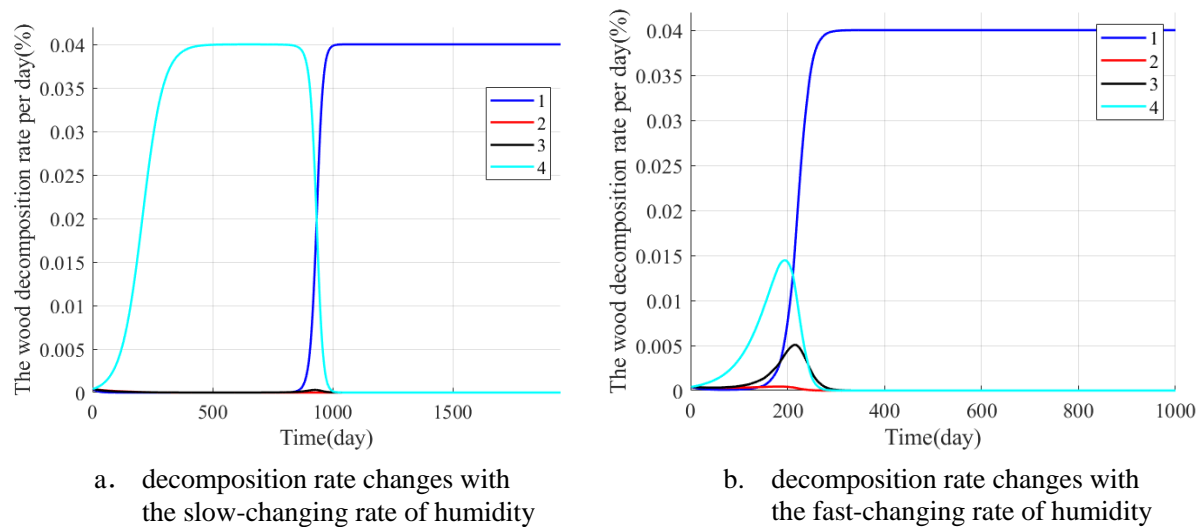 The wood decomposition rate per day(%)
0.04
0.035
0.03
0.025
0.02
0.015
0.01
0.005
0
0 500 1000 1500
Time(day)
1
2
3
4
a. decomposition rate changes with
the slow-changing rate of humidity
The wood decomposition rate per day(%)
0.04
0.035
0.03
0.025
0.02
0.015
0.01
0.005
0
0 200 400 600 800 1000
Time(day)
1
2
3
4
b. decomposition rate changes with
the fast-changing rate of humidity